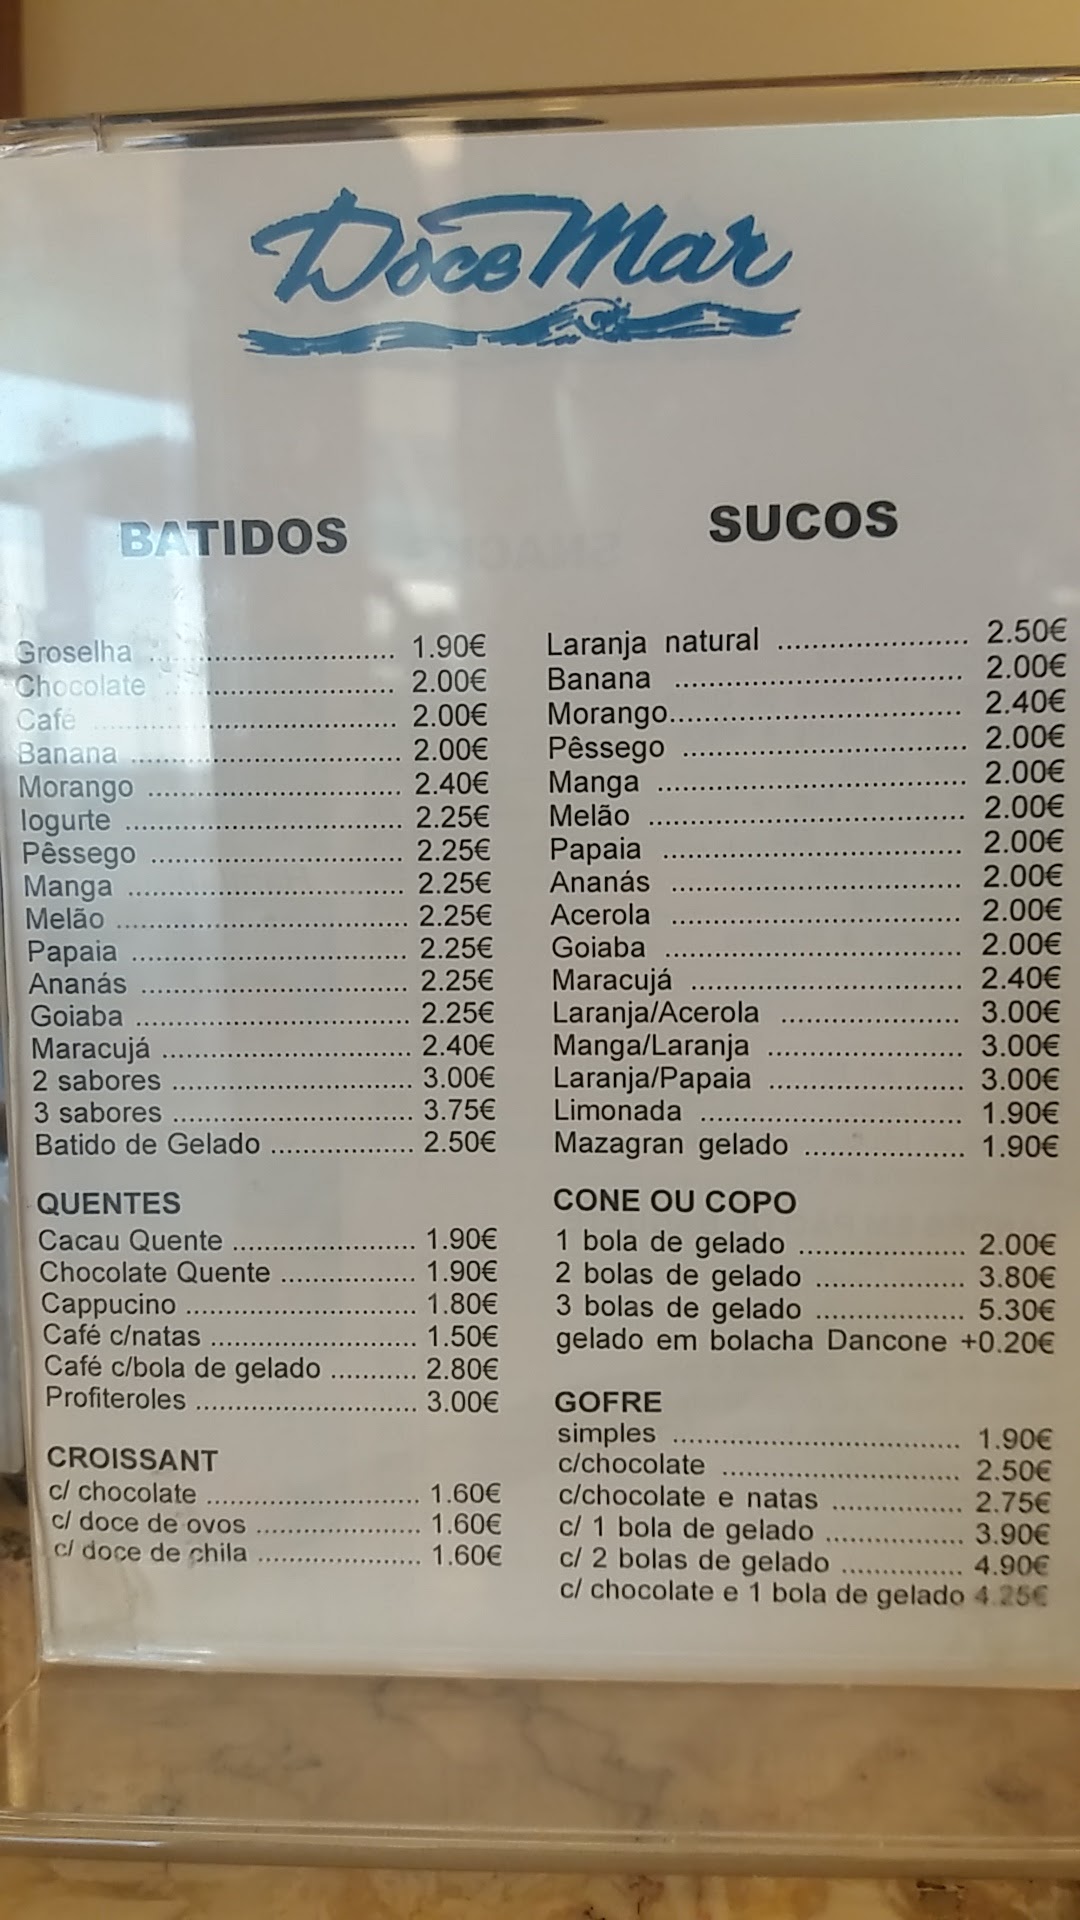 Doce Mar
BATIDOS
Groselha ........ 1.90€
Chocolate ........ 2.00€
Café ........ 2.00€
Banana ........ 2.00€
Morango ........ 2.40€
Iogurte ........ 2.25€
Pêssego ........ 2.25€
Manga ........ 2.25€
Melão ........ 2.25€
Papaia ........ 2.25€
Ananás ........ 2.25€
Goiaba ........ 2.25€
Maracujá ........ 2.40€
2 sabores ........ 3.00€
3 sabores ........ 3.75€
Batido de Gelado ........ 2.50€
QUENTES
Cacau Quente ........ 1.90€
Chocolate Quente ........ 1.90€
Cappucino ........ 1.80€
Café c/natas ........ 1.50€
Café c/bola de gelado ........ 2.80€
Profiteroles ........ 3.00€
CROISSANT
c/ chocolate ........ 1.60€
c/ doce de ovos ........ 1.60€
c/ doce de chila ........ 1.60€
SUCOS
Laranja natural ........ 2.50€
Banana ........ 2.00€
Morango ........ 2.40€
Pêssego ........ 2.00€
Manga ........ 2.00€
Melão ........ 2.00€
Papaia ........ 2.00€
Ananás ........ 2.00€
Acerola ........ 2.00€
Goiaba ........ 2.00€
Maracujá ........ 2.40€
Laranja/Acerola ........ 3.00€
Manga/Laranja ........ 3.00€
Laranja/Papaia ........ 3.00€
Limonada ........ 1.90€
Mazagran gelado ........ 1.90€
CONE OU COPO
1 bola de gelado ........ 2.00€
2 bolas de gelado ........ 3.80€
3 bolas de gelado ........ 5.30€
gelado em bolacha Dancone +0.20€
GOFRE
simples ........ 1.90€
c/chocolate ........ 2.50€
c/chocolate e natas ........ 2.75€
c/ 1 bola de gelado ........ 3.90€
c/ 2 bolas de gelado ........ 4.90€
c/ chocolate e 1 bola de gelado 4.25€